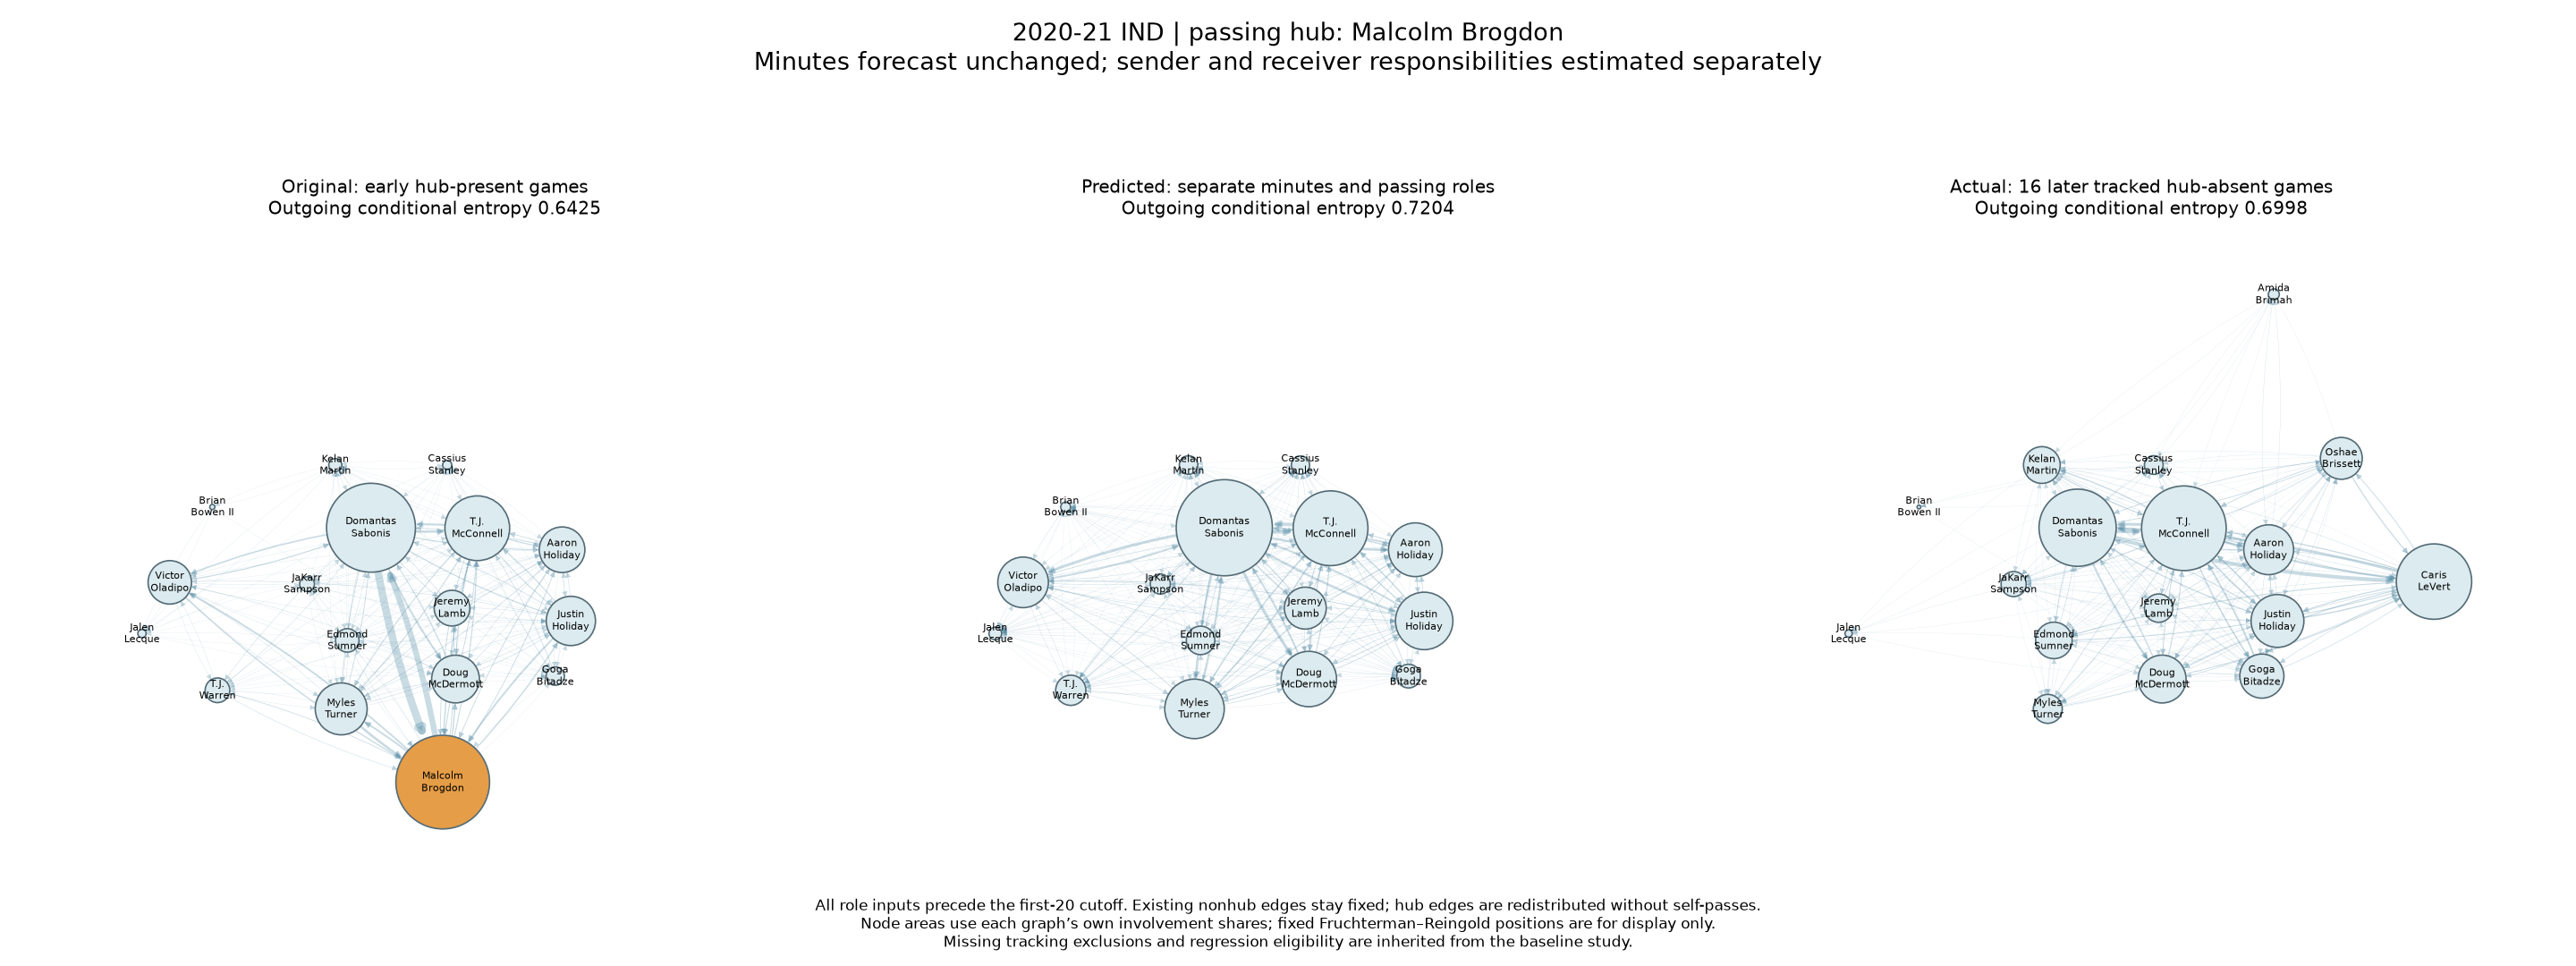 2020-21 IND | passing hub: Malcolm Brogdon
Minutes forecast unchanged; sender and receiver responsibilities estimated separately
Original: early hub-present games
Outgoing conditional entropy 0.6425
Kelan
Martin
Cassius
Stanley
Brian
Bowen II
Domantas
Sabonis
T.J.
McConnell
Aaron
Holiday
Victor
Oladipo
JaKarr
Sampson
Jeremy
Lamb
Justin
Holiday
Jalen
Lecque
Edmond
Sumner
T.J.
Warren
Myles
Turner
Doug
McDermott
Goga
Bitadze
Malcolm
Brogdon
Predicted: separate minutes and passing roles
Outgoing conditional entropy 0.7204
Kelan
Martin
Cassius
Stanley
Brian
Bowen II
Domantas
Sabonis
T.J.
McConnell
Aaron
Holiday
Victor
Oladipo
JaKarr
Sampson
Jeremy
Lamb
Justin
Holiday
Jalen
Lecque
Edmond
Sumner
T.J.
Warren
Myles
Turner
Doug
McDermott
Goga
Bitadze
Actual: 16 later tracked hub-absent games
Outgoing conditional entropy 0.6998
Amida
Brimah
Kelan
Martin
Cassius
Stanley
Oshae
Brissett
Brian
Bowen II
Domantas
Sabonis
T.J.
McConnell
Aaron
Holiday
Caris
LeVert
JaKarr
Sampson
Jeremy
Lamb
Justin
Holiday
Jalen
Lecque
Edmond
Sumner
Myles
Turner
Doug
McDermott
Goga
Bitadze
All role inputs precede the first-20 cutoff. Existing nonhub edges stay fixed; hub edges are redistributed without self-passes.
Node areas use each graph’s own involvement shares; fixed Fruchterman–Reingold positions are for display only.
Missing tracking exclusions and regression eligibility are inherited from the baseline study.